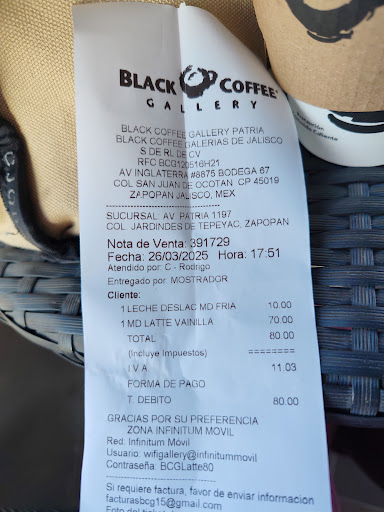 BLACK COFFEE
GALLERY
BLACK COFFEE GALLERY PATRIA
BLACK COFFEE GALERIAS DE JALISCO
S DE RL DE CV
RFC BCG120516H21
AV INGLATERRA #8875 BODEGA 67
COL SAN JUAN DE OCOTAN CP 45019
ZAPOPAN JALISCO, MEX
SUCURSAL: AV. PATRIA 1197
COL. JARDINDES DE TEPEYAC, ZAPOPAN
Nota de Venta: 391729
Fecha: 26/03/2025 Hora: 17:51
Atendido por: C - Rodrigo
Entregado por: MOSTRADOR
Cliente:
1 LECHE DESLAC MD FRIA 10.00
1 MD LATTE VAINILLA 70.00
TOTAL 80.00
(Incluye Impuestos) ========
I.V.A. 11.03
FORMA DE PAGO
T. DEBITO 80.00
GRACIAS POR SU PREFERENCIA
ZONA INFINITUM MOVIL
Red: Infinitum Móvil
Usuario: wifigallery@infinitummovil
Contraseña: BCGLatte80
Si requiere factura, favor de enviar informacion
facturasbcg15@gmail.com